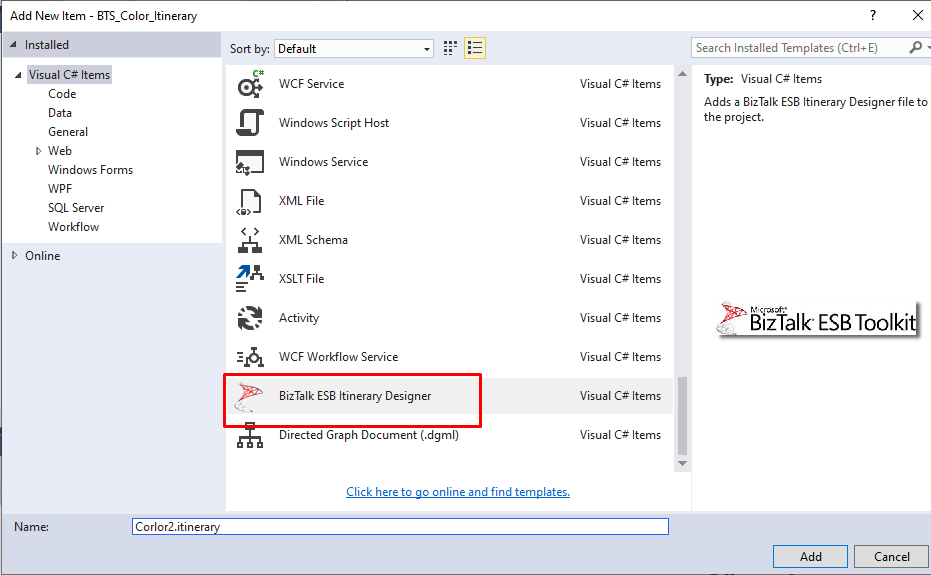 Add New Item - BTS_Color_Itinerary
?
Installed
Sort by: Default
Search Installed Templates (Ctrl+E)
Visual C# Items
Code
Data
General
Web
Windows Forms
WPF
SQL Server
Workflow
Online
C#
WCF Service Visual C# Items
Windows Script Host Visual C# Items
Windows Service Visual C# Items
XML File Visual C# Items
XML Schema Visual C# Items
XSLT File Visual C# Items
Activity Visual C# Items
WCF Workflow Service Visual C# Items
BizTalk ESB Itinerary Designer Visual C# Items
Directed Graph Document (.dgml) Visual C# Items
Click here to go online and find templates.
Type: Visual C# Items
Adds a BizTalk ESB Itinerary Designer file to
the project.
Microsoft®
BizTalk® ESB Toolkit
Name: Corlor2.itinerary
Add Cancel